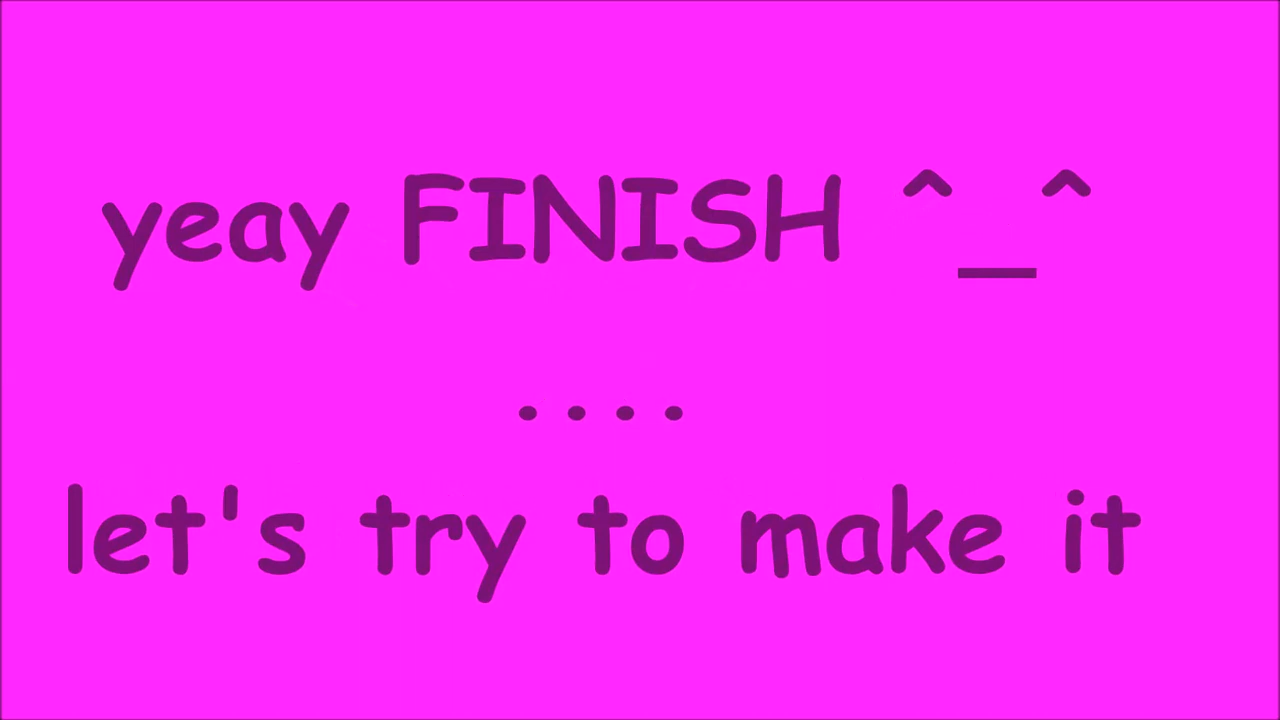 yeay FINISH ^_^
....
let's try to make it